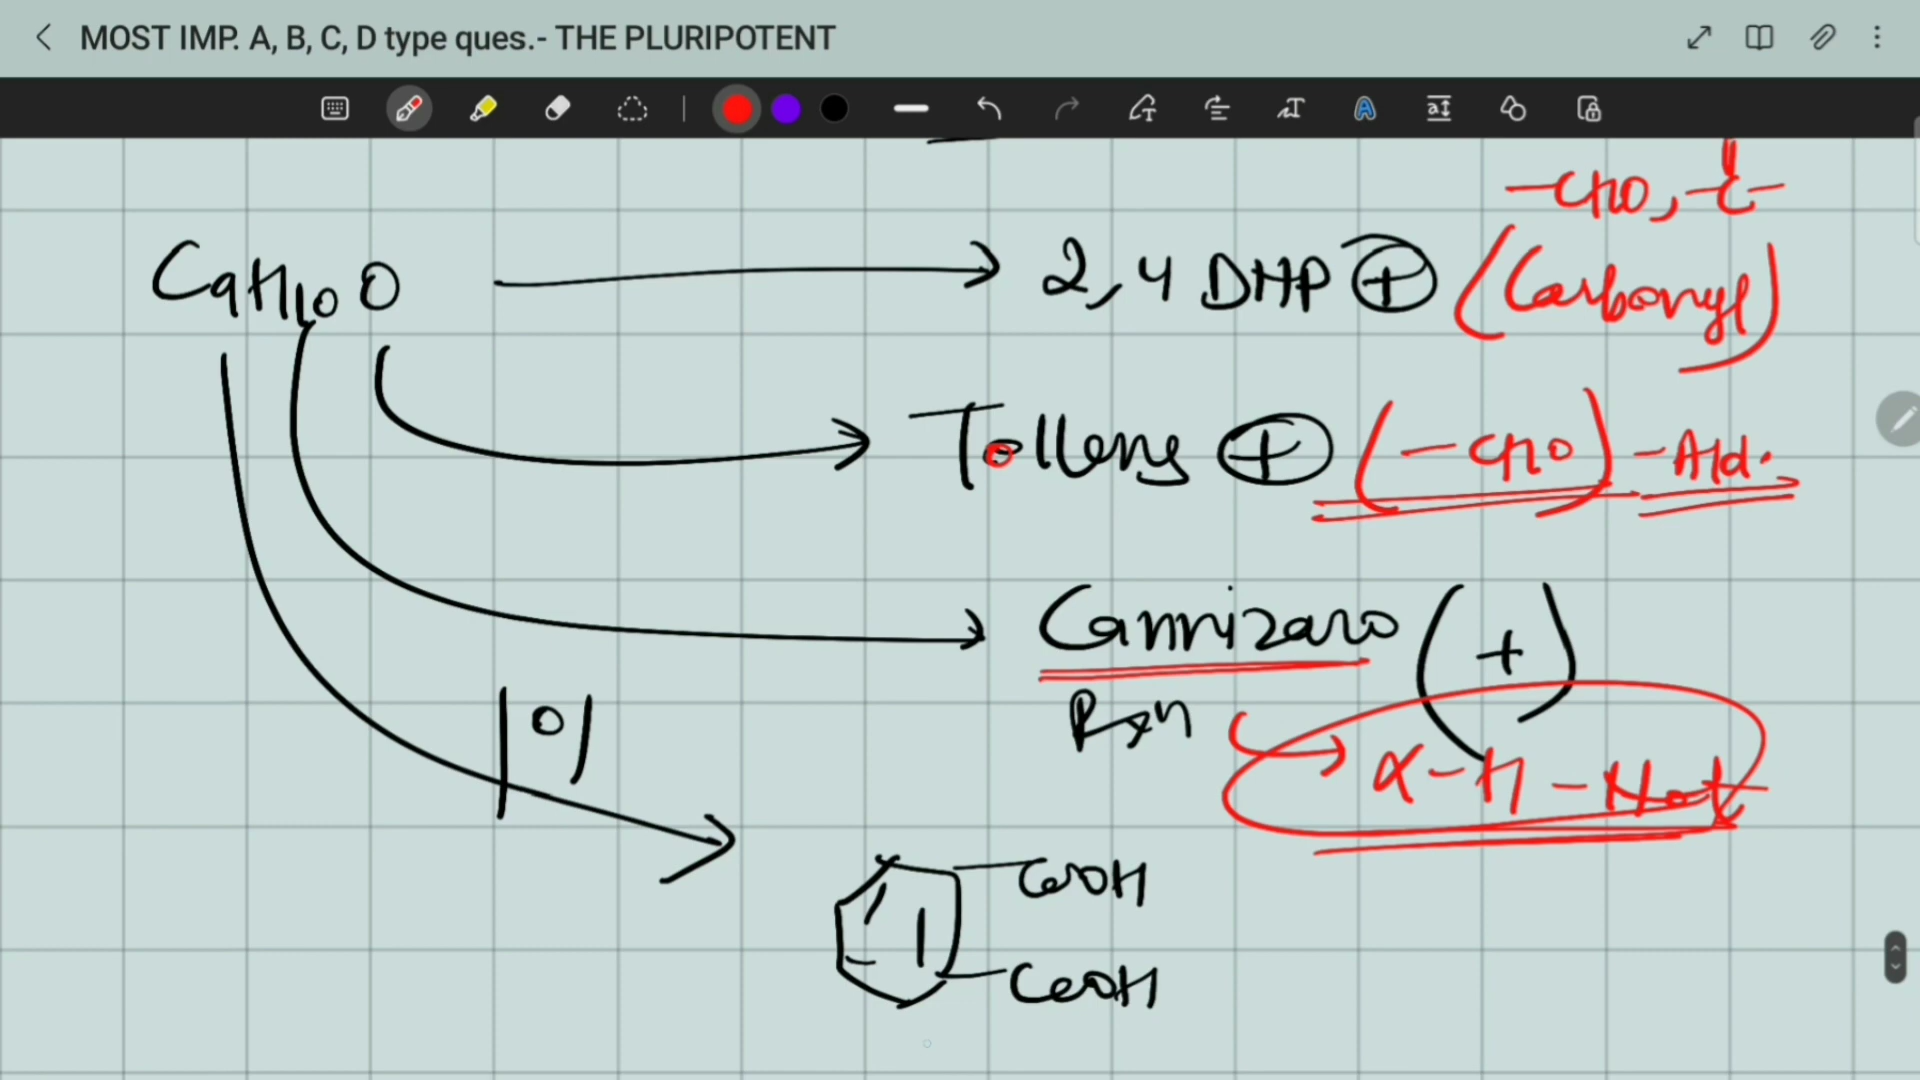 MOST IMP. A, B, C, D type ques.- THE PLURIPOTENT
-CHO, -C-
C9H10O → 2,4 DNP ⊕ (Carbonyl)
Tollens ⊕ (-CHO) - Ald.
Cannizaro (+)
Rxn
→ α-H - Not
|O|
COOH
COOH